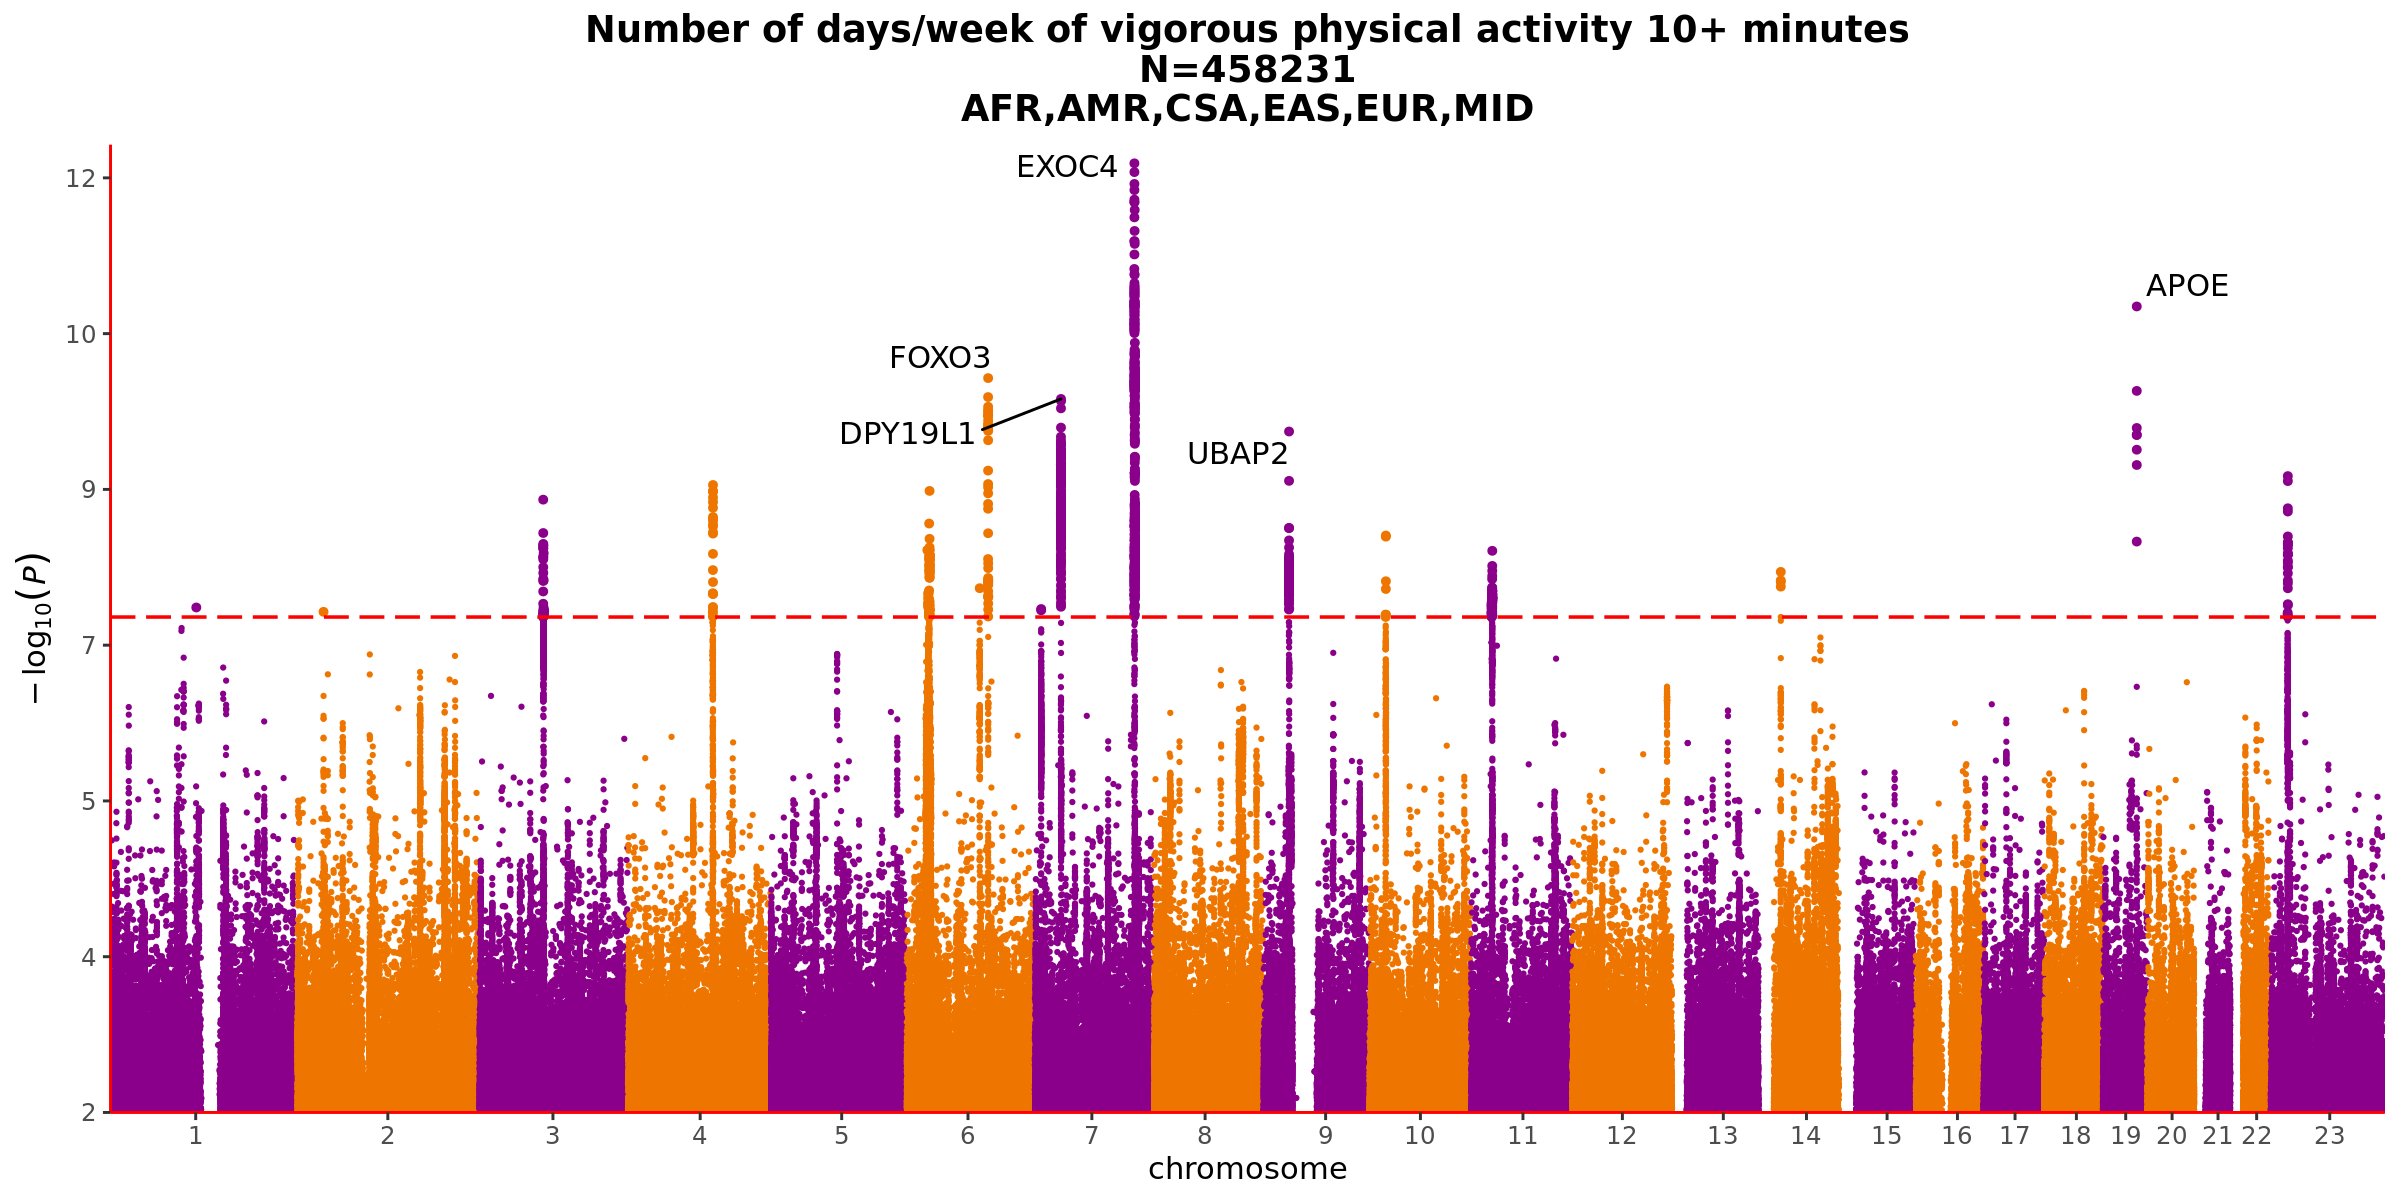 Number of days/week of vigorous physical activity 10+ minutes
N=458231
AFR,AMR,CSA,EAS,EUR,MID
EXOC4
12
APOE
10
FOXO3
DPY19L1
UBAP2
9
7
5
4
2
−log₁₀(P)
1 2 3 4 5 6 7 8 9 10 11 12 13 14 15 16 17 18 19 20 21 22 23
chromosome